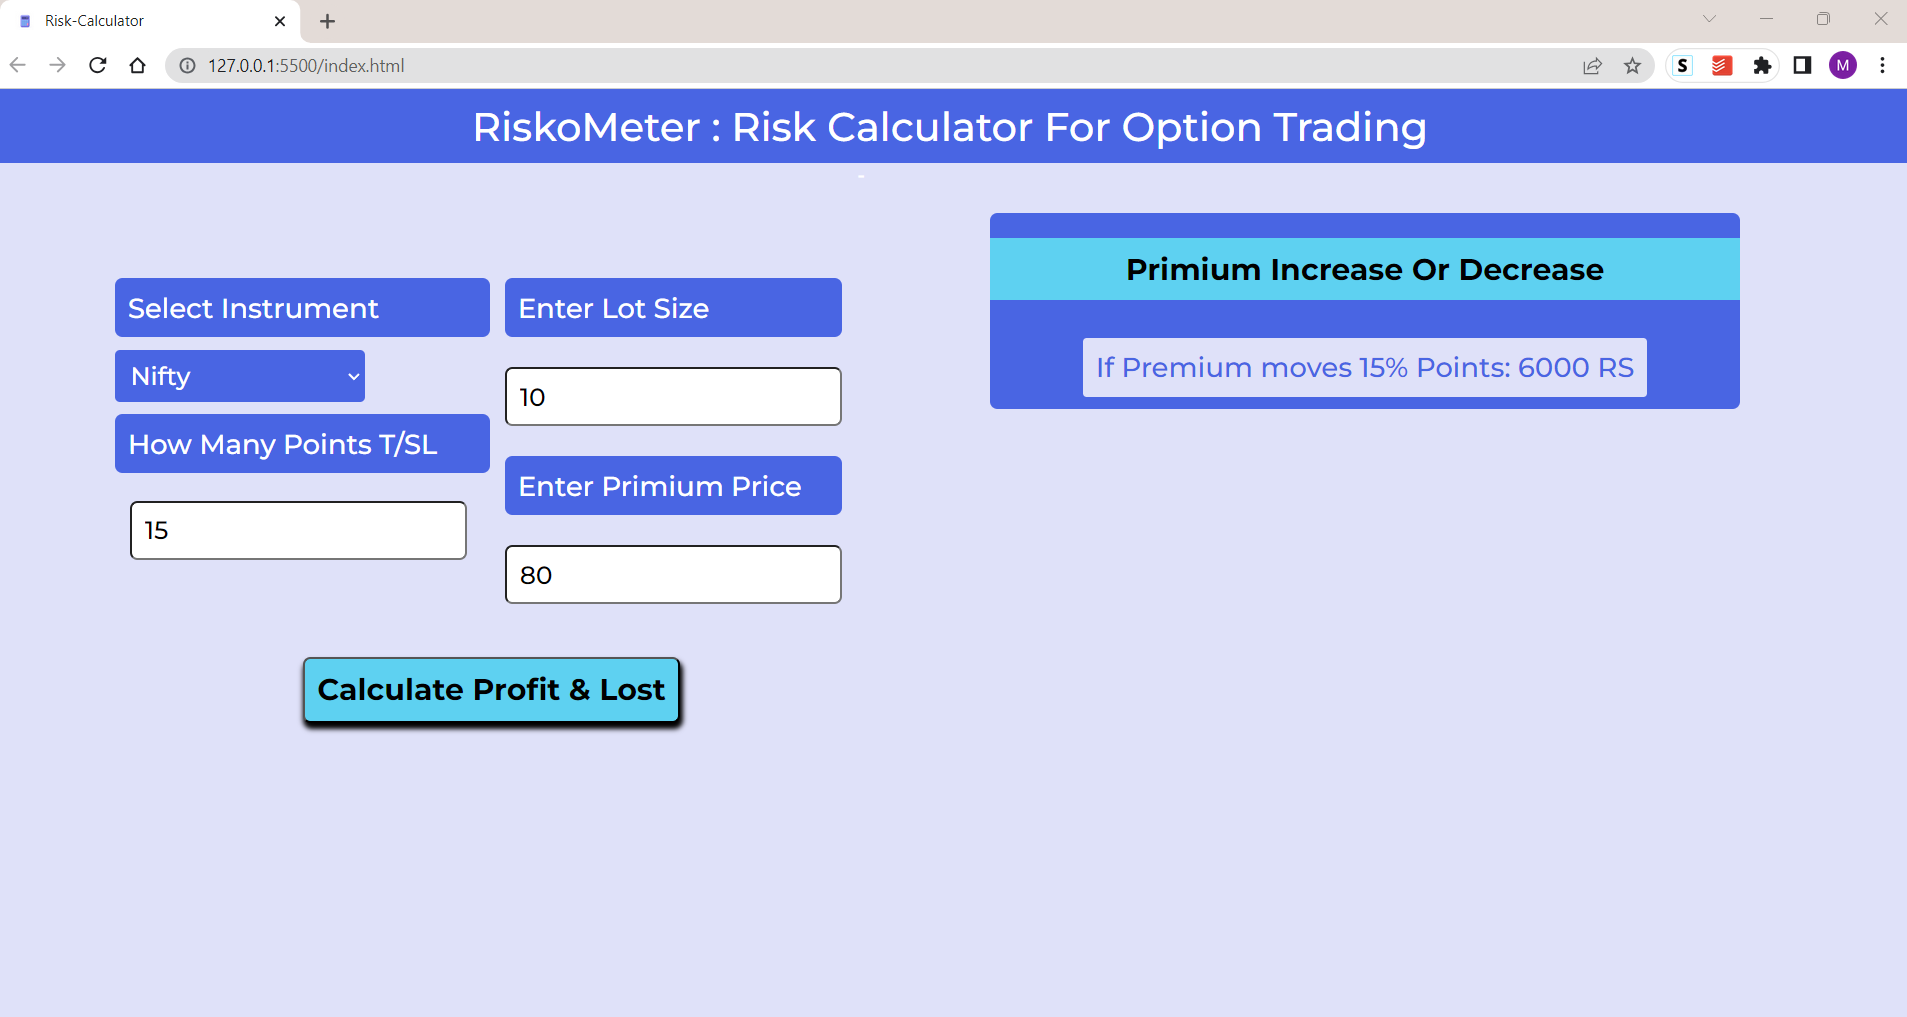 Risk-Calculator
127.0.0.1:5500/index.html
S
M
RiskoMeter : Risk Calculator For Option Trading
-
Select Instrument
Nifty
How Many Points T/SL
15
Enter Lot Size
10
Enter Primium Price
80
Calculate Profit & Lost
Primium Increase Or Decrease
If Premium moves 15% Points: 6000 RS